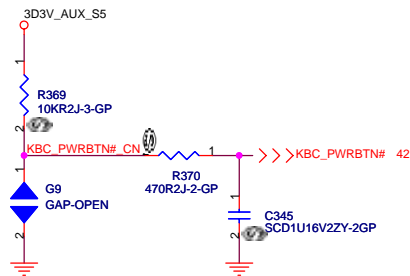 3D3V_AUX_S5
1
R369
10KR2J-3-GP
2
KBC_PWRBTN#_CN
1
KBC_PWRBTN# 42
R370
470R2J-2-GP
1
G9
GAP-OPEN
2
1
C345
SCD1U16V2ZY-2GP
2